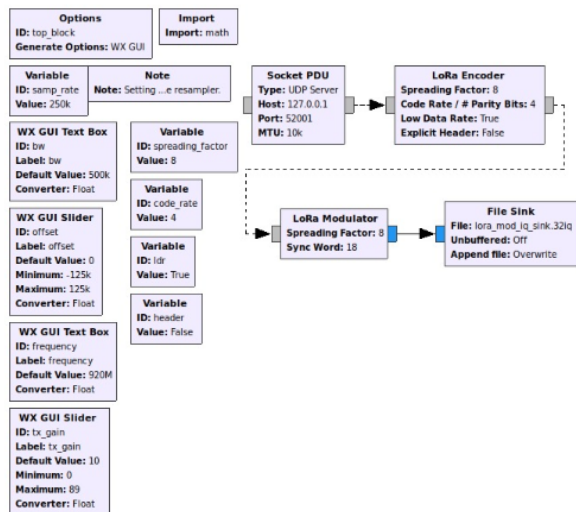 Options
ID: top_block
Generate Options: WX GUI
Import
Import: math
Variable
ID: samp_rate
Value: 250k
Note
Note: Setting ...e resampler.
Socket PDU
Type: UDP Server
Host: 127.0.0.1
Port: 52001
MTU: 10k
LoRa Encoder
Spreading Factor: 8
Code Rate / # Parity Bits: 4
Low Data Rate: True
Explicit Header: False
WX GUI Text Box
ID: bw
Label: bw
Default Value: 500k
Converter: Float
Variable
ID: spreading_factor
Value: 8
Variable
ID: code_rate
Value: 4
WX GUI Slider
ID: offset
Label: offset
Default Value: 0
Minimum: -125k
Maximum: 125k
Converter: Float
Variable
ID: ldr
Value: True
Variable
ID: header
Value: False
LoRa Modulator
Spreading Factor: 8
Sync Word: 18
File Sink
File: lora_mod_iq_sink.32iq
Unbuffered: Off
Append file: Overwrite
WX GUI Text Box
ID: frequency
Label: frequency
Default Value: 920M
Converter: Float
WX GUI Slider
ID: tx_gain
Label: tx_gain
Default Value: 10
Minimum: 0
Maximum: 89
Converter: Float